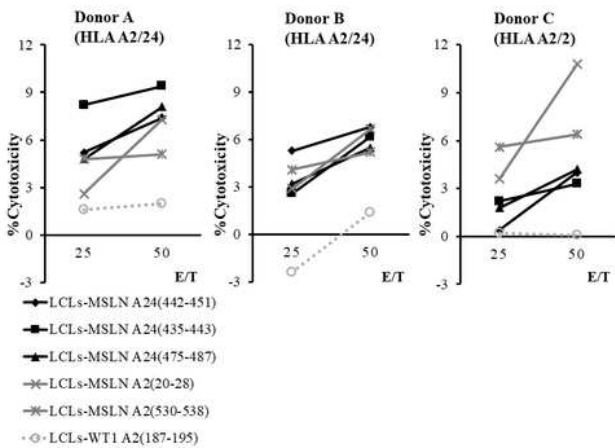 Donor A
(HLA A2/24)
Donor B
(HLA A2/24)
Donor C
(HLA A2/2)
%Cytotoxicity
12
9
6
3
0
-3
25
50
E/T
%Cytotoxicity
12
9
6
3
0
-3
25
50
E/T
%Cytotoxicity
12
9
6
3
0
-3
25
50
E/T
LCLs-MSLN A24(442-451)
LCLs-MSLN A24(435-443)
LCLs-MSLN A24(475-487)
LCLs-MSLN A2(20-28)
LCLs-MSLN A2(530-538)
LCLs-WT1 A2(187-195)